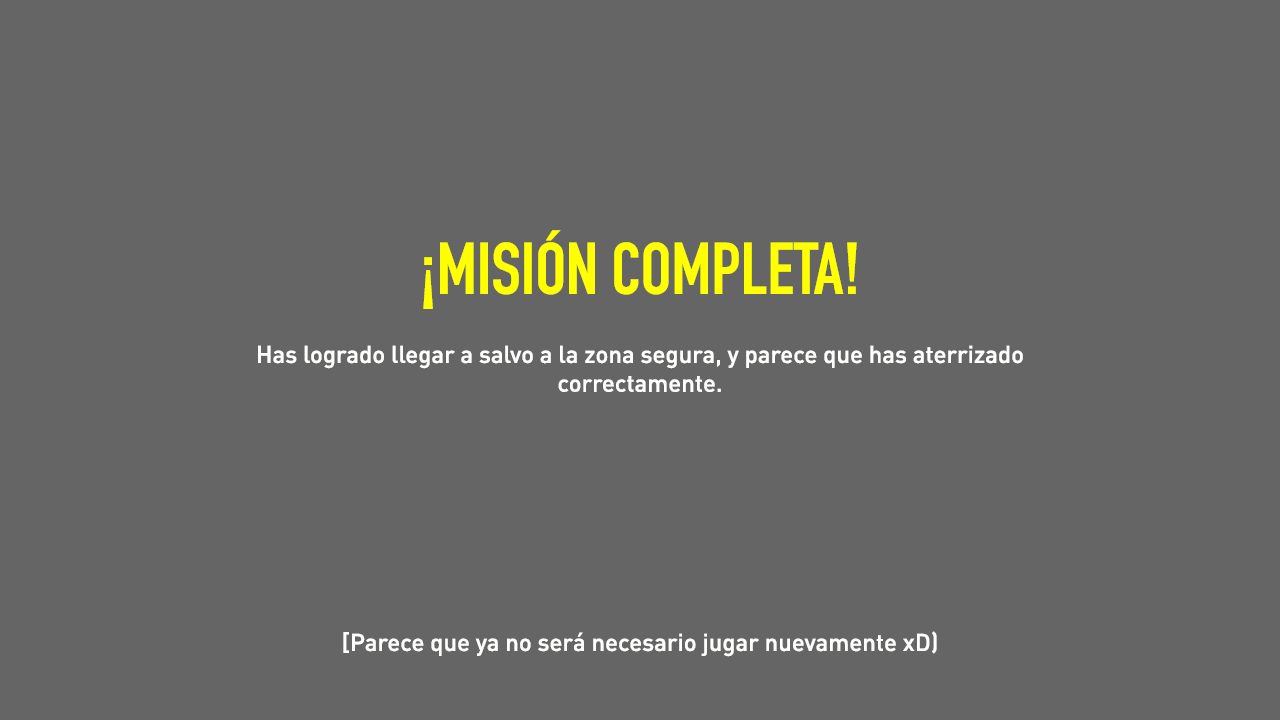 ¡MISIÓN COMPLETA!
Has logrado llegar a salvo a la zona segura, y parece que has aterrizado
correctamente.
[Parece que ya no será necesario jugar nuevamente xD)